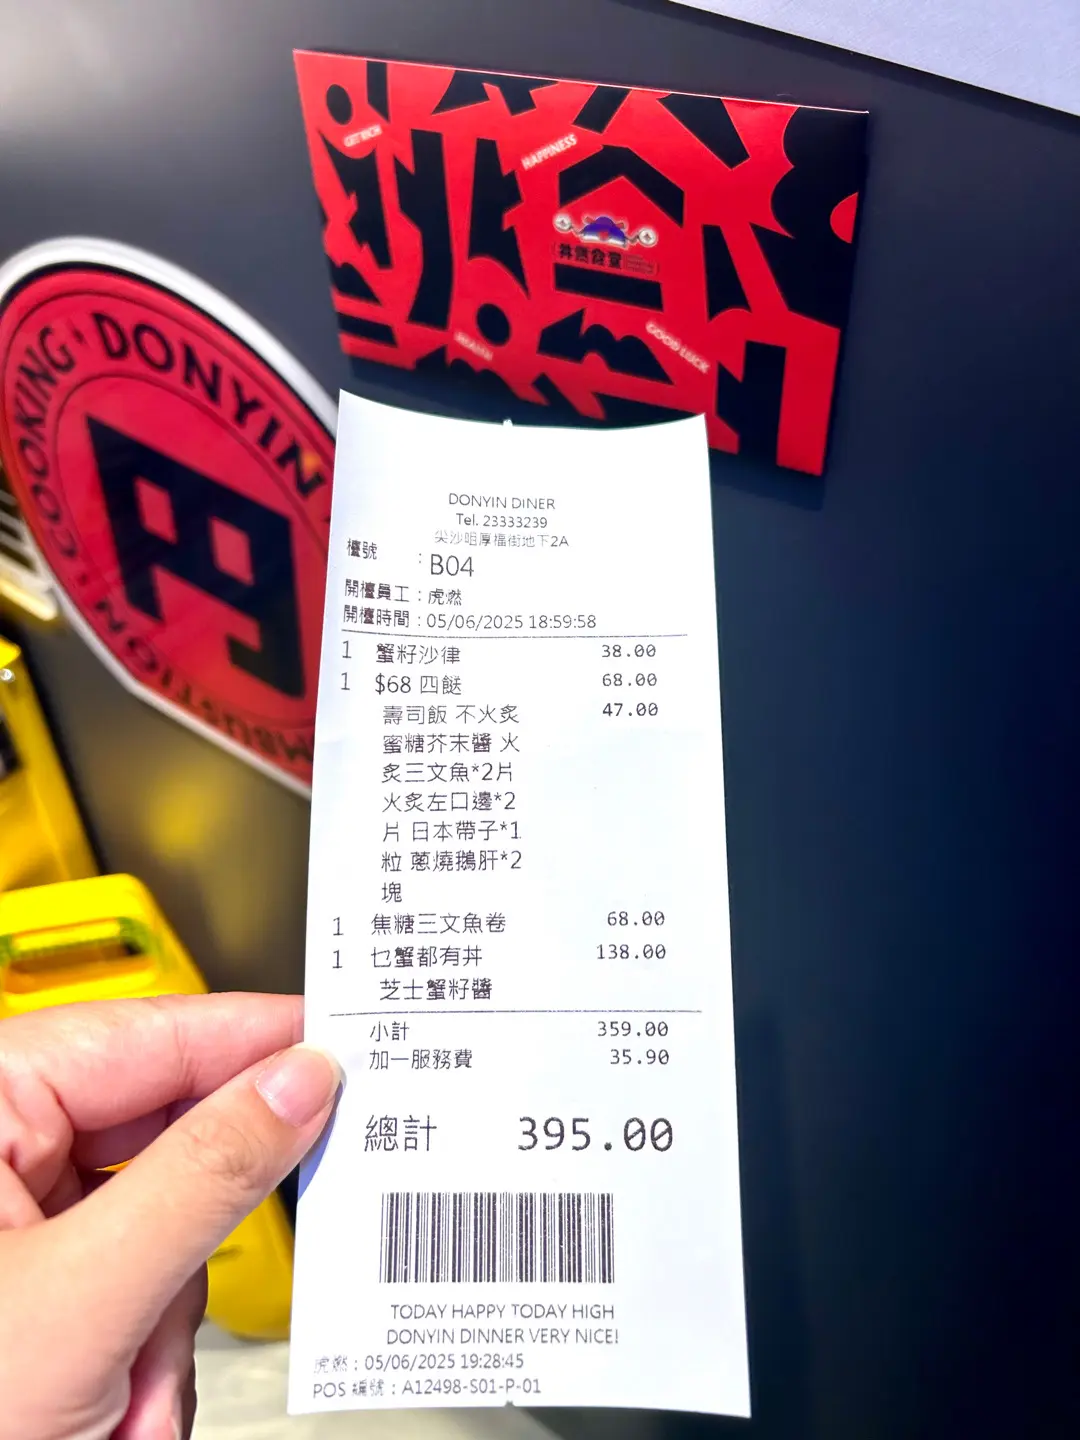 GET RICH
HAPPINESS
丼然食堂
HEALTH
GOOD LUCK
COOKING · DONYIN
DONYIN DINER
Tel. 23333239
尖沙咀厚福街地下2A
檯號 : B04
開檯員工 : 虎燃
開檯時間 : 05/06/2025 18:59:58
1 蟹籽沙律 38.00
1 $68 四餸 68.00
壽司飯 不火炙 47.00
蜜糖芥末醬 火
炙三文魚*2片
火炙左口邊*2
片 日本帶子*1
粒 蔥燒鵝肝*2
塊
1 焦糖三文魚卷 68.00
1 乜蟹都有丼 138.00
芝士蟹籽醬
小計 359.00
加一服務費 35.90
總計 395.00
TODAY HAPPY TODAY HIGH
DONYIN DINNER VERY NICE!
虎燃 : 05/06/2025 19:28:45
POS 編號 : A12498-S01-P-01